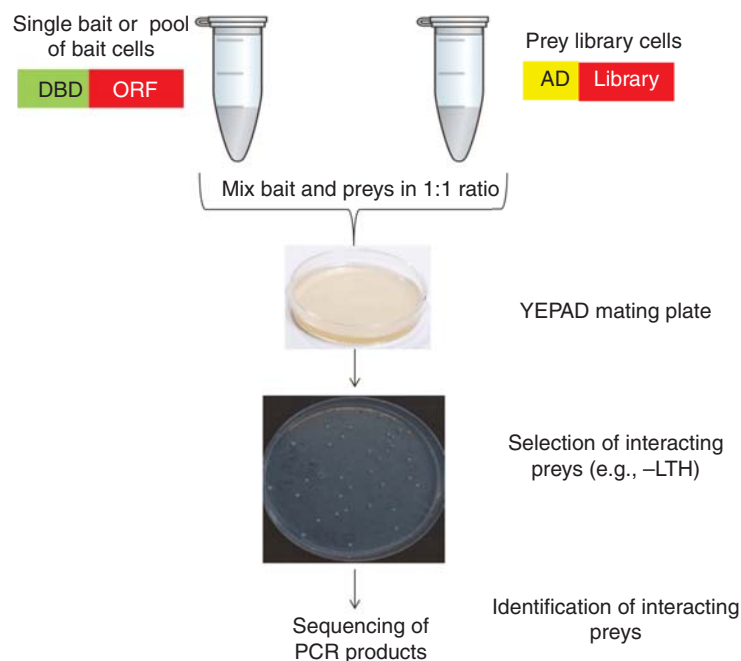 Single bait or pool
of bait cells
DBD ORF
Prey library cells
AD Library
Mix bait and preys in 1:1 ratio
YEPAD mating plate
Selection of interacting
preys (e.g., –LTH)
Sequencing of
PCR products
Identification of interacting
preys